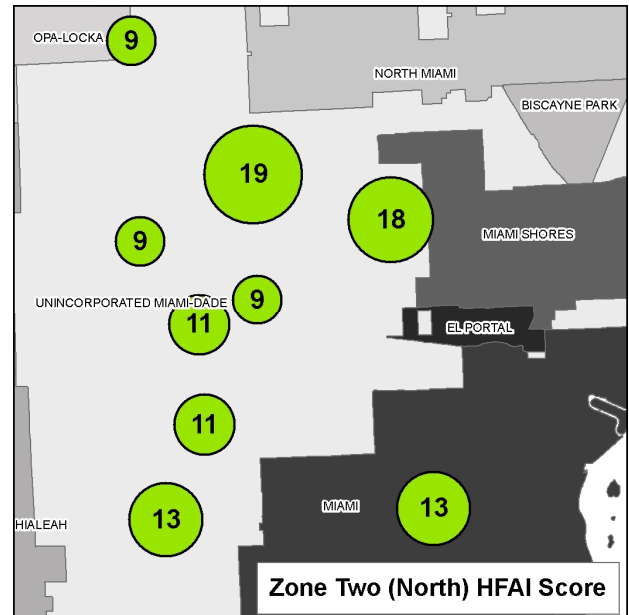 OPA-LOCKA
9
NORTH MIAMI
BISCAYNE PARK
19
18
9
MIAMI SHORES
UNINCORPORATED MIAMI-DADE
9
11
EL PORTAL
11
HIALEAH
13
MIAMI
13
Zone Two (North) HFAI Score